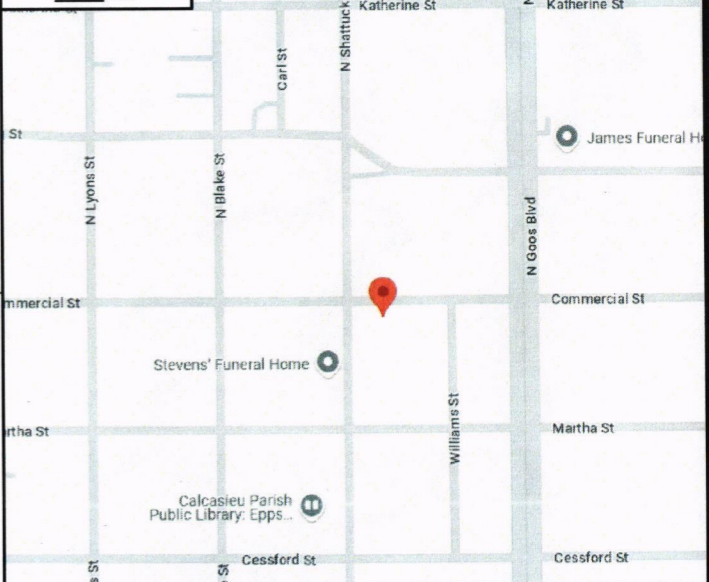 Katherine St
Katherine St
Carl St
N Shattuck
St
James Funeral H
N Lyons St
N Blake St
N Goos Blvd
mmercial St
Commercial St
Stevens' Funeral Home
Williams St
rtha St
Martha St
Calcasieu Parish
Public Library: Epps...
Cessford St
Cessford St
s St
St